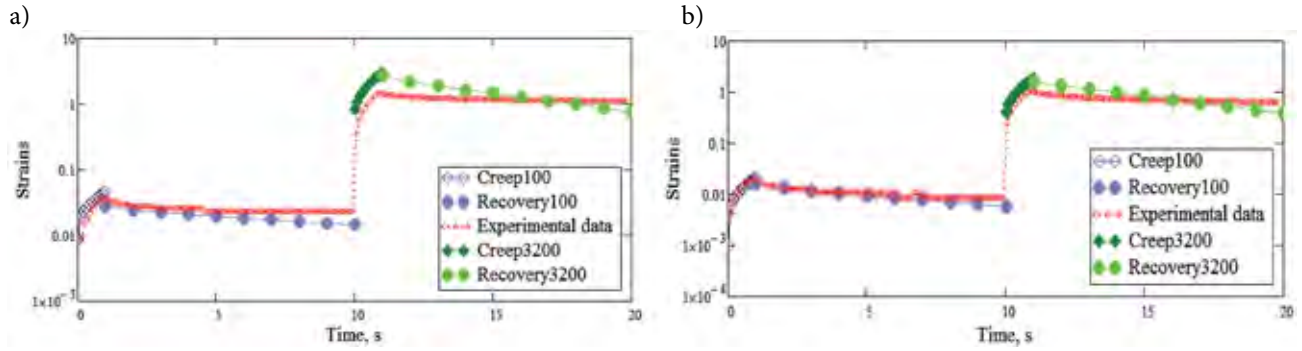 a)
10
1
0.1
0.01
1×10⁻³
0
5
10
15
20
Strains
Time, s
Creep100
Recovery100
Experimental data
Creep3200
Recovery3200
b)
10
1
0.1
0.01
1×10⁻³
1×10⁻⁴
0
5
10
15
20
Strains
Time, s
Creep100
Recovery100
Experimental data
Creep3200
Recovery3200